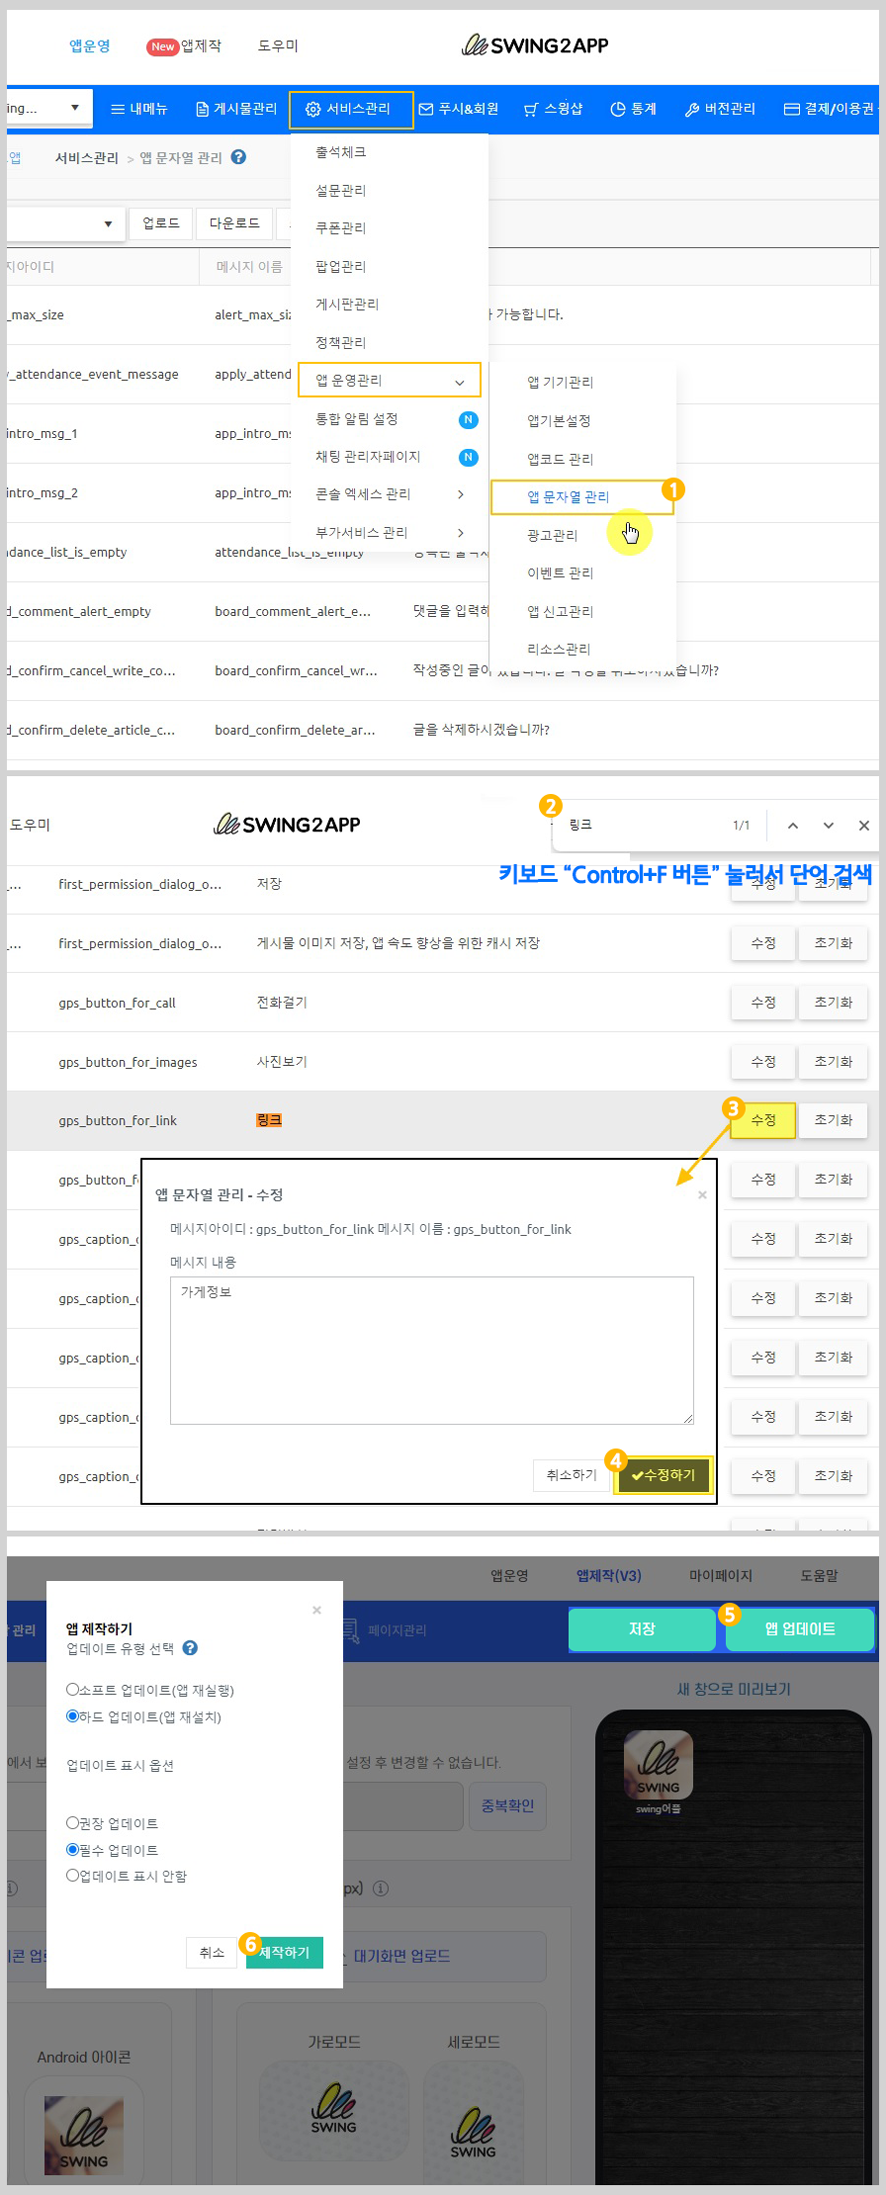 앱운영
New 앱제작
도우미
SWING2APP
ing...
내메뉴
게시물관리
서비스관리
푸시&회원
스윙샵
통계
버전관리
결제/이용권
앱
서비스관리 > 앱 문자열 관리 ?
업로드
다운로드
지아이디
메시지 이름
출석체크
설문관리
쿠폰관리
팝업관리
게시판관리
정책관리
앱 운영관리
통합 알림 설정 N
채팅 관리자페이지 N
콘솔 엑세스 관리
부가서비스 관리
앱 기기관리
앱기본설정
앱코드 관리
앱 문자열 관리 1
광고관리
이벤트 관리
앱 신고관리
리소스관리
_max_size alert_max_siz 가능합니다.
y_attendance_event_message apply_attend
intro_msg_1 app_intro_ms
intro_msg_2 app_intro_ms
dance_list_is_empty attendance_list_is_empty
d_comment_alert_empty board_comment_alert_e... 댓글을 입력하
d_confirm_cancel_write_co... board_confirm_cancel_wr... 작성중인 글이
d_confirm_delete_article_c... board_confirm_delete_ar... 글을 삭제하시겠습니까?
도우미
SWING2APP
2
링크 1/1
키보드 “Control+F 버튼” 눌러서 단어 검색
... first_permission_dialog_o... 저장 수정 초기화
... first_permission_dialog_o... 게시물 이미지 저장, 앱 속도 향상을 위한 캐시 저장 수정 초기화
gps_button_for_call 전화걸기 수정 초기화
gps_button_for_images 사진보기 수정 초기화
gps_button_for_link 링크 3 수정 초기화
gps_button_f 수정 초기화
gps_caption_ 수정 초기화
gps_caption_ 수정 초기화
gps_caption_ 수정 초기화
gps_caption_ 수정 초기화
gps_caption_ 수정 초기화
앱 문자열 관리 - 수정
메시지아이디 : gps_button_for_link 메시지 이름 : gps_button_for_link
메시지 내용
가게정보
취소하기
4 수정하기
앱운영
앱제작(V3)
마이페이지
도움말
관리
페이지관리
저장
5 앱 업데이트
새 창으로 미리보기
앱 제작하기
업데이트 유형 선택 ?
소프트 업데이트(앱 재실행)
하드 업데이트(앱 재설치)
업데이트 표시 옵션
권장 업데이트
필수 업데이트
업데이트 표시 안함
취소
6 제작하기
에서 보
설정 후 변경할 수 없습니다.
중복확인
SWING
swing어플
px)
이콘 업로
대기화면 업로드
Android 아이콘
가로모드
세로모드
SWING
SWING
SWING